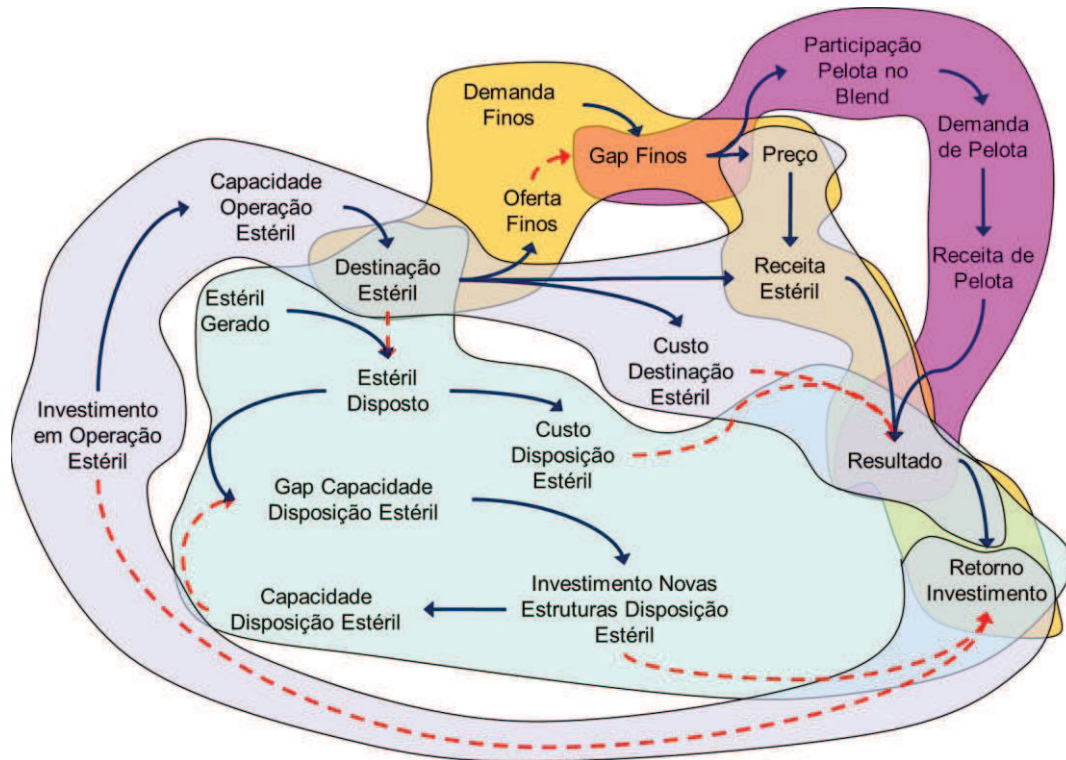 Participação
Pelota no
Blend
Demanda
Finos
Demanda
de Pelota
Gap Finos
Preço
Capacidade
Operação
Estéril
Oferta
Finos
Destinação
Estéril
Receita
Estéril
Receita de
Pelota
Estéril
Gerado
Custo
Destinação
Estéril
Estéril
Disposto
Investimento
em Operação
Estéril
Custo
Disposição
Estéril
Resultado
Gap Capacidade
Disposição Estéril
Retorno
Investimento
Capacidade
Disposição Estéril
Investimento Novas
Estruturas Disposição
Estéril